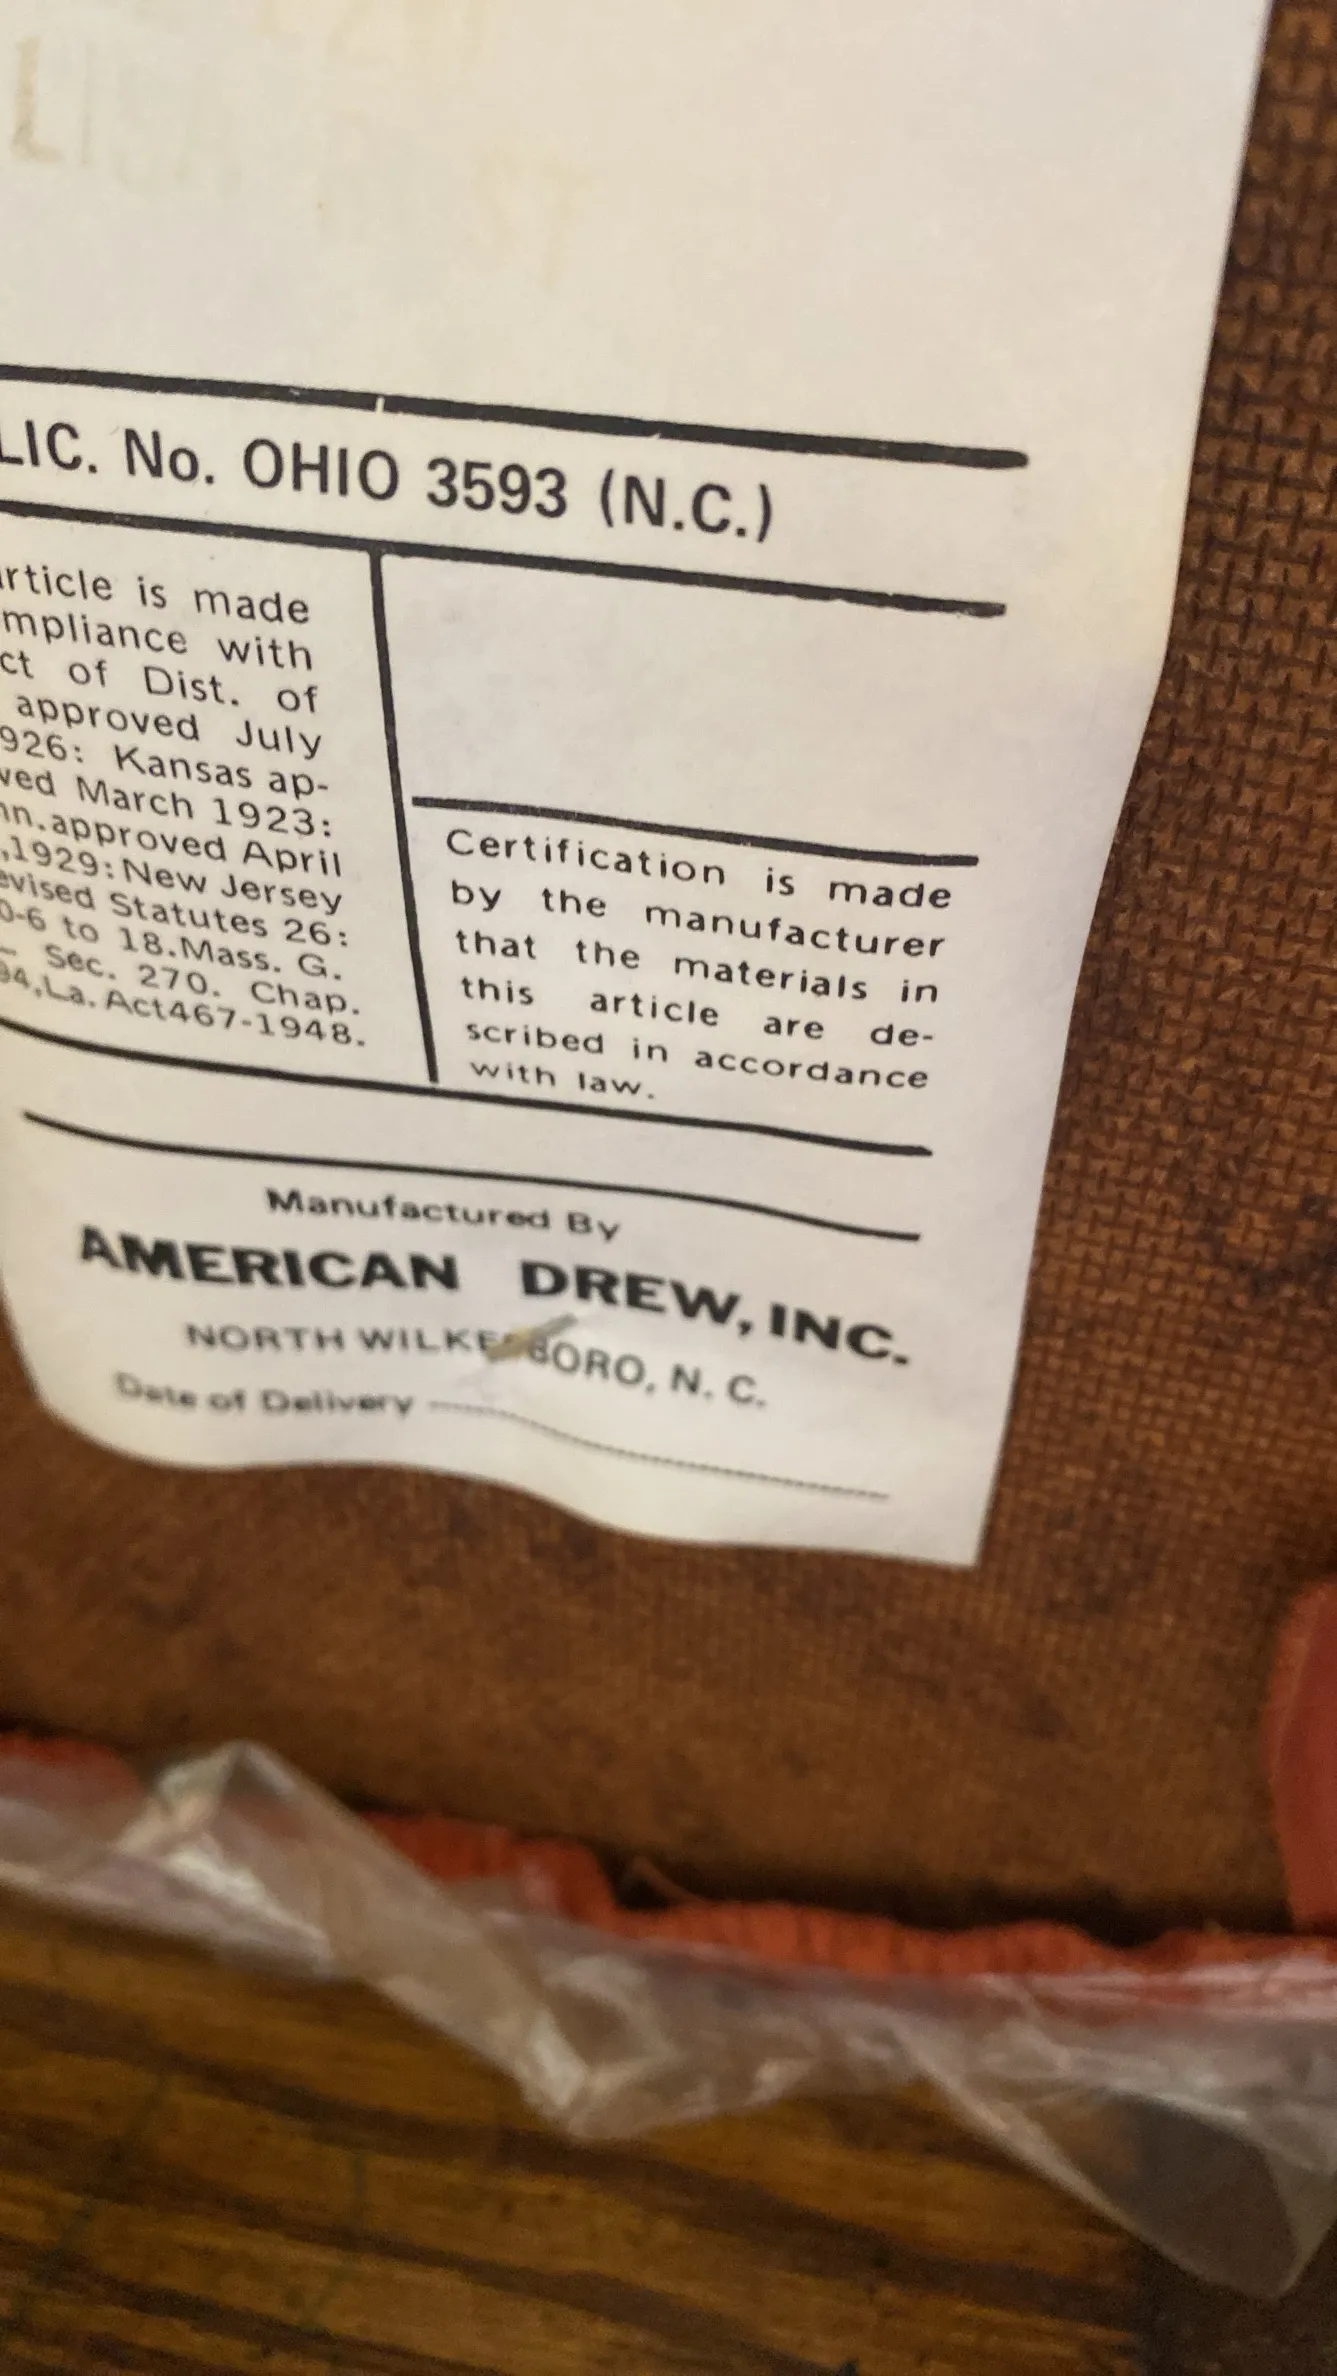 LIC. No. OHIO 3593 (N.C.)
article is made
mpliance with
ct of Dist. of
approved July
926: Kansas ap-
ved March 1923:
nn.approved April
,1929:New Jersey
evised Statutes 26:
0-6 to 18.Mass. G.
– Sec. 270. Chap.
94,La. Act467-1948.
Certification is made
by the manufacturer
that the materials in
this article are de-
scribed in accordance
with law.
Manufactured By
AMERICAN DREW, INC.
NORTH WILKESBORO, N. C.
Date of Delivery